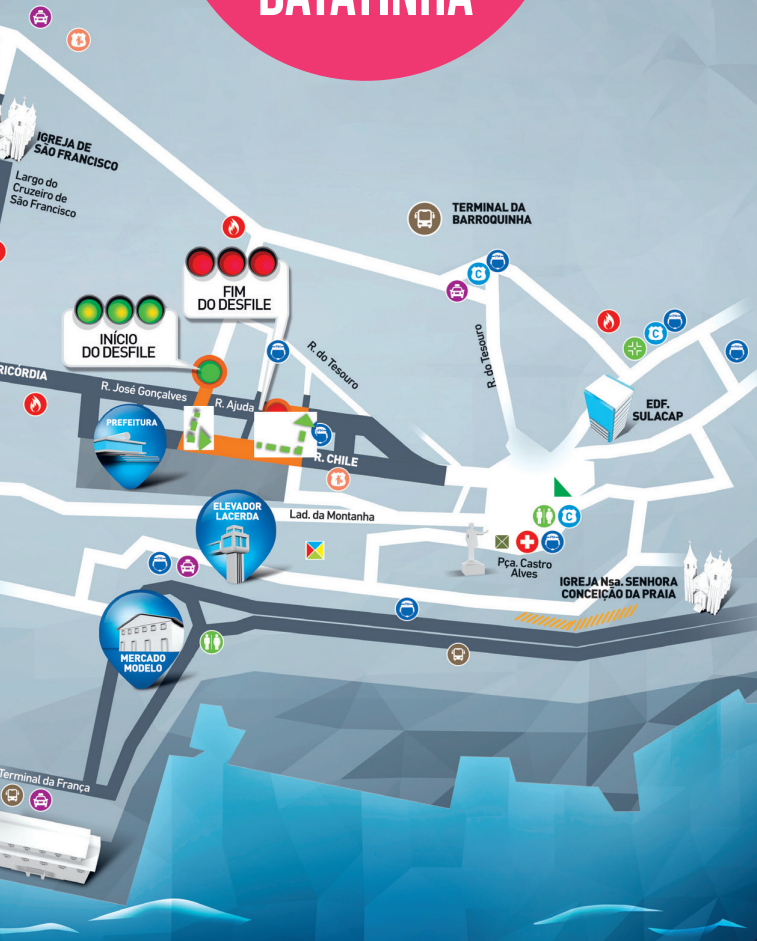 BATATINHA
IGREJA DE
SÃO FRANCISCO
Largo do
Cruzeiro de
São Francisco
TERMINAL DA
BARROQUINHA
FIM
DO DESFILE
INÍCIO
DO DESFILE
R. do Tesouro
R. do Tesouro
RICÓRDIA
R. José Gonçalves
R. Ajuda
EDF.
SULACAP
PREFEITURA
R. CHILE
ELEVADOR
LACERDA
Lad. da Montanha
Pça. Castro
Alves
IGREJA Nsa. SENHORA
CONCEIÇÃO DA PRAIA
MERCADO
MODELO
Terminal da França
C
C
C